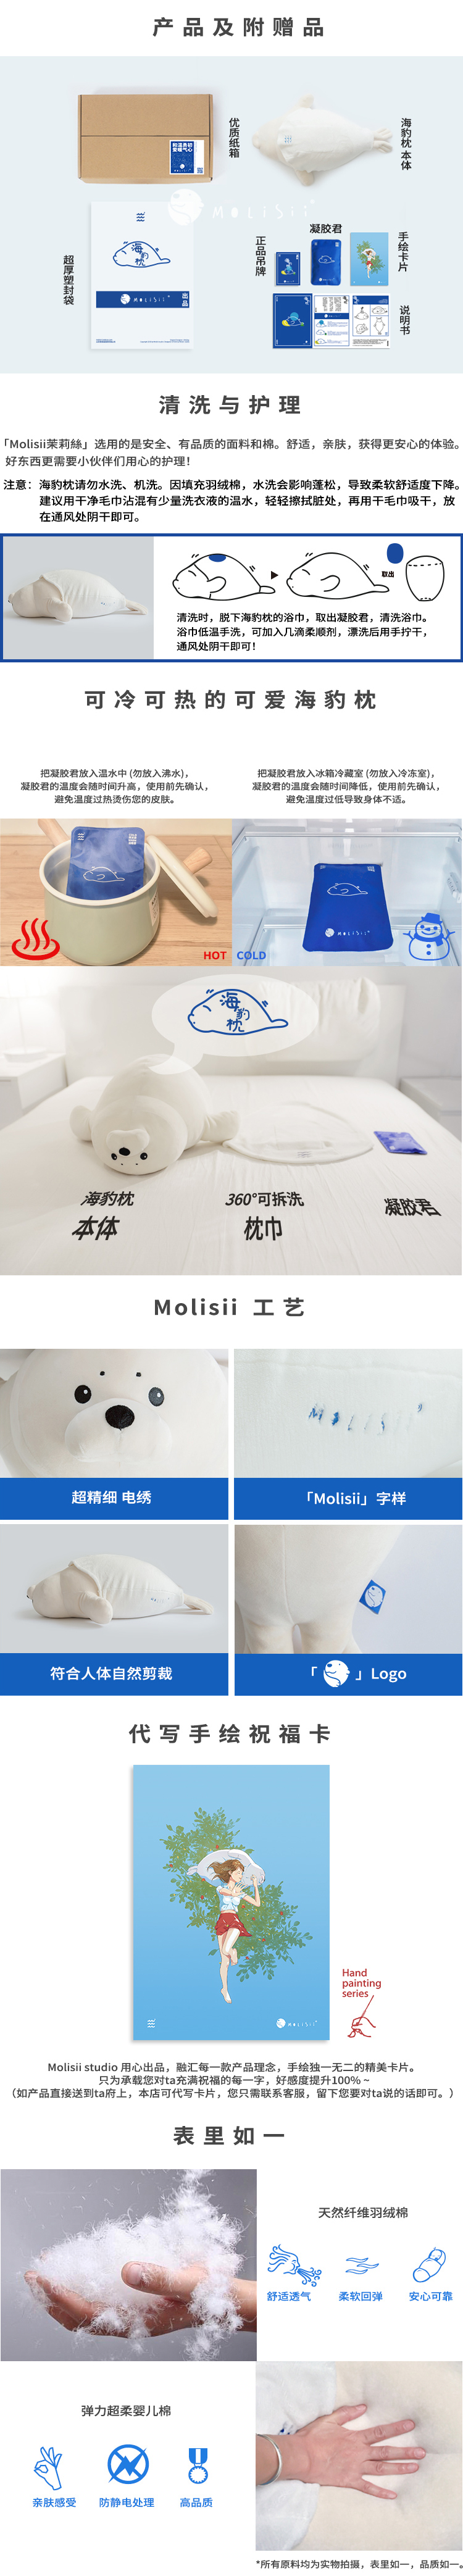 产品及附赠品
优质纸箱
海豹枕 本体
MOLiSii
超厚塑封袋
海豹枕
MOLiSii
出品
正品吊牌
凝胶君
手绘卡片
说明书
清洗与护理
「Molisii茉莉絲」选用的是安全、有品质的面料和棉。舒适，亲肤，获得更安心的体验。
好东西更需要小伙伴们用心的护理！
注意：海豹枕请勿水洗、机洗。因填充羽绒棉，水洗会影响蓬松，导致柔软舒适度下降。
建议用干净毛巾沾混有少量洗衣液的温水，轻轻擦拭脏处，再用干毛巾吸干，放
在通风处阴干即可。
取出
清洗时，脱下海豹枕的浴巾，取出凝胶君，清洗浴巾。
浴巾低温手洗，可加入几滴柔顺剂，漂洗后用手拧干，
通风处阴干即可！
可冷可热的可爱海豹枕
把凝胶君放入温水中 (勿放入沸水)，
凝胶君的温度会随时间升高，使用前先确认，
避免温度过热烫伤您的皮肤。
把凝胶君放入冰箱冷藏室 (勿放入冷冻室)，
凝胶君的温度会随时间降低，使用前先确认，
避免温度过低导致身体不适。
HOT
COLD
MOLiSii
海豹枕
海豹枕
本体
360°可拆洗
枕巾
凝胶君
Molisii 工艺
超精细 电绣
「Molisii」字样
符合人体自然剪裁
「 」Logo
代写手绘祝福卡
MOLiSii
Hand
painting
series
Molisii studio 用心出品，融汇每一款产品理念，手绘独一无二的精美卡片。
只为承载您对ta充满祝福的每一字，好感度提升100% ~
（如产品直接送到ta府上，本店可代写卡片，您只需联系客服，留下您要对ta说的话即可。）
表里如一
天然纤维羽绒棉
舒适透气
柔软回弹
安心可靠
弹力超柔婴儿棉
亲肤感受
防静电处理
高品质
*所有原料均为实物拍摄，表里如一，品质如一。